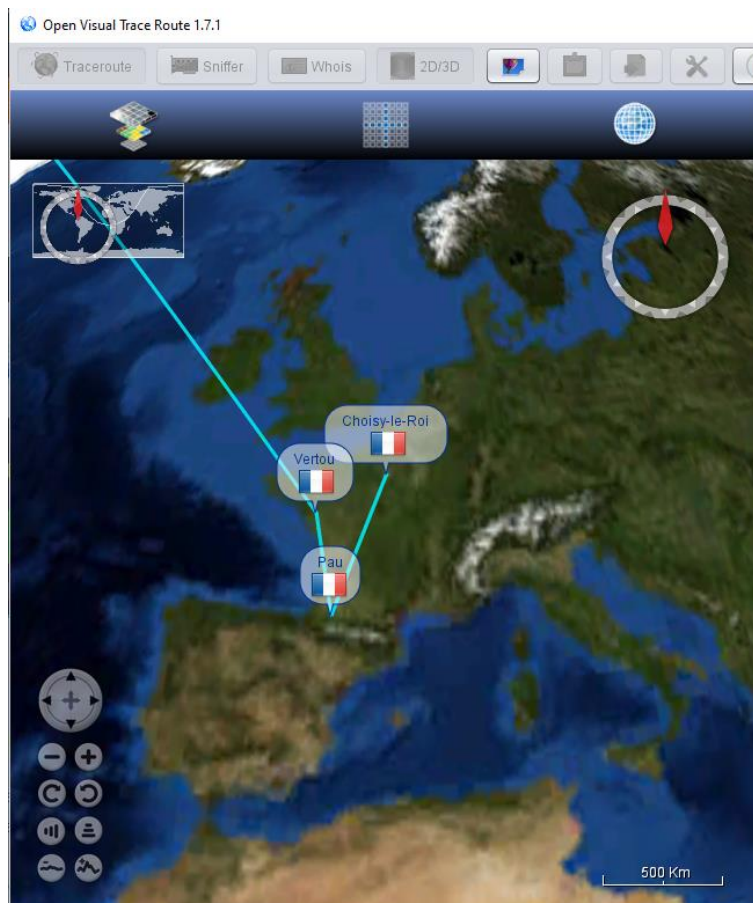 Open Visual Trace Route 1.7.1
Traceroute
Sniffer
Whois
2D/3D
Choisy-le-Roi
Vertou
Pau
500 Km